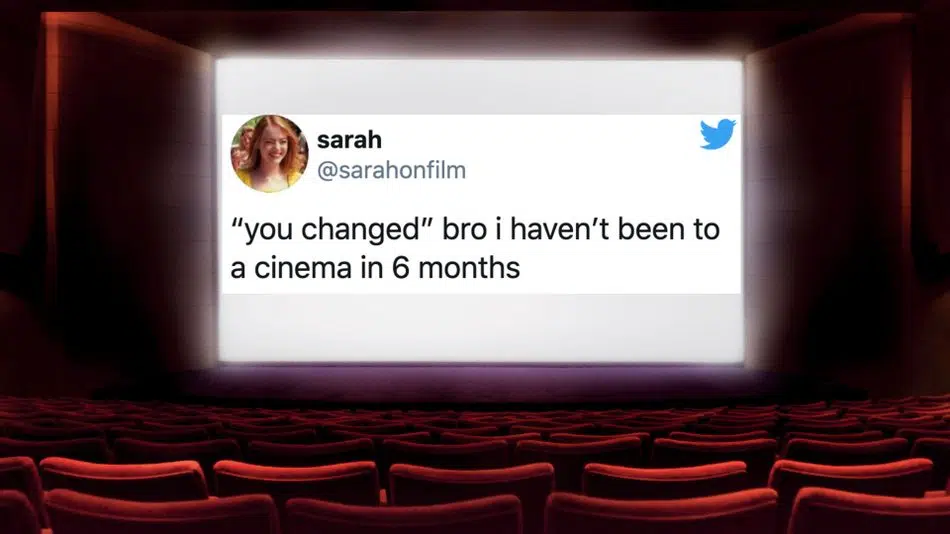 sarah
@sarahonfilm
“you changed” bro i haven’t been to
a cinema in 6 months